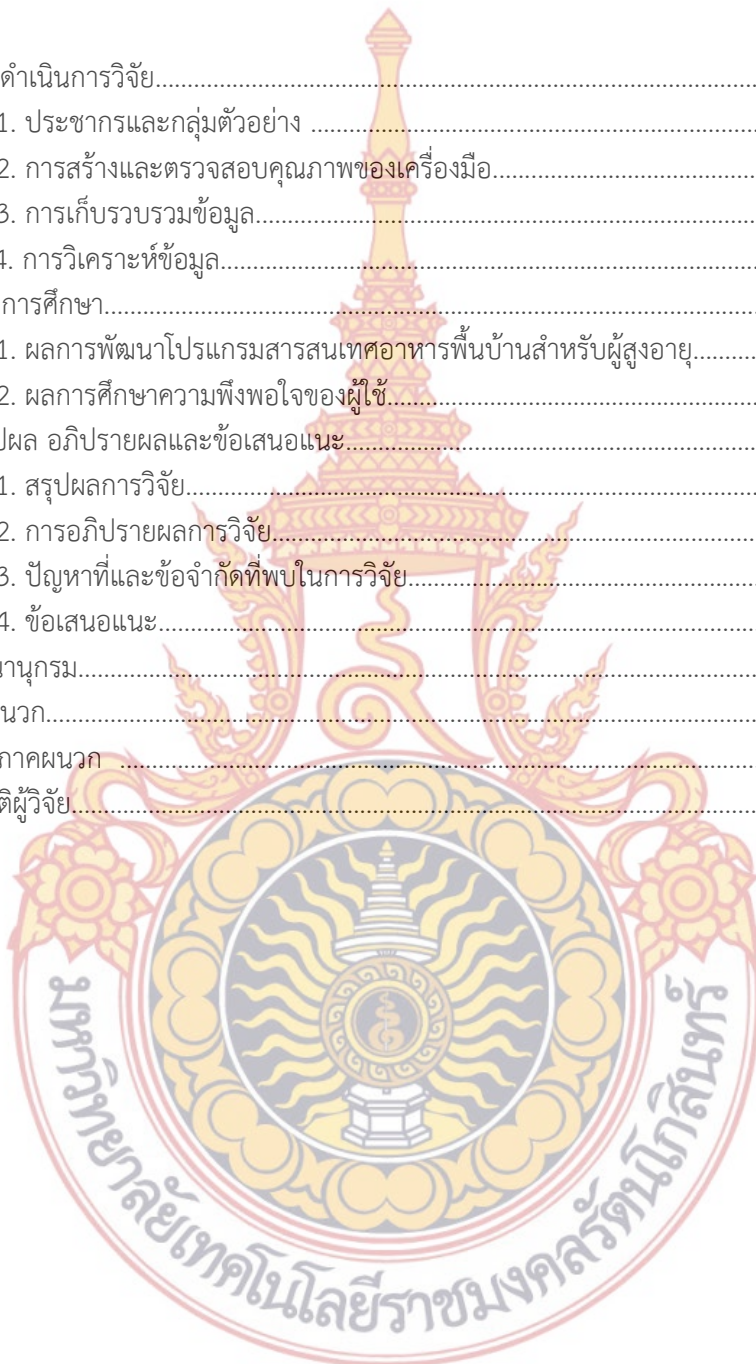 ดำเนินการวิจัย
1. ประชากรและกลุ่มตัวอย่าง
2. การสร้างและตรวจสอบคุณภาพของเครื่องมือ
3. การเก็บรวบรวมข้อมูล
4. การวิเคราะห์ข้อมูล
การศึกษา
1. ผลการพัฒนาโปรแกรมสารสนเทศอาหารพื้นบ้านสำหรับผู้สูงอายุ
2. ผลการศึกษาความพึงพอใจของผู้ใช้
ปผล อภิปรายผลและข้อเสนอแนะ
1. สรุปผลการวิจัย
2. การอภิปรายผลการวิจัย
3. ปัญหาที่และข้อจำกัดที่พบในการวิจัย
4. ข้อเสนอแนะ
นานุกรม
นวก
ภาคผนวก
ติผู้วิจัย
มหาวิทยาลัยเทคโนโลยีราชมงคลรัตนโกสินทร์